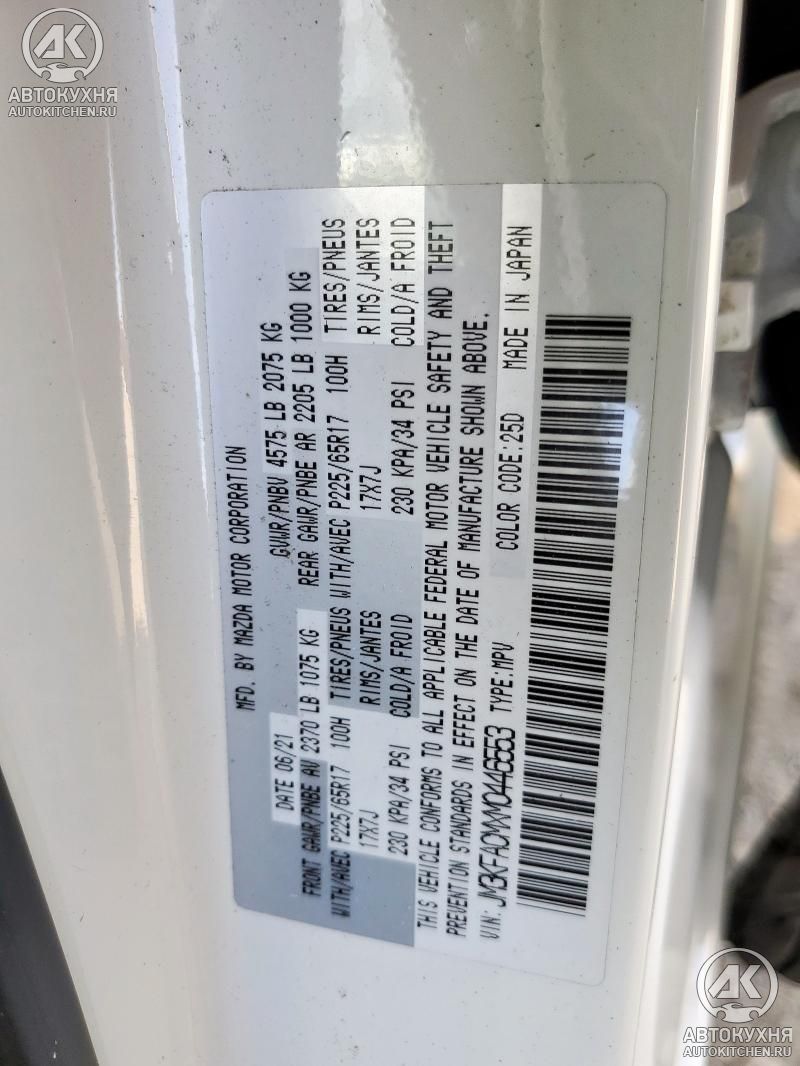 АК
АВТОКУХНЯ
AUTOKITCHEN.RU
MFD. BY MAZDA MOTOR CORPORATION
DATE 06/21 GVWR/PNBV 4575 LB 2075 KG
FRONT GAWR/PNBE AV 2370 LB 1075 KG REAR GAWR/PNBE AR 2205 LB 1000 KG
WITH/AVEC P225/65R17 100H TIRES/PNEUS WITH/AVEC P225/65R17 100H TIRES/PNEUS
17X7J RIMS/JANTES 17X7J RIMS/JANTES
230 KPA/34 PSI COLD/A FROID 230 KPA/34 PSI COLD/A FROID
THIS VEHICLE CONFORMS TO ALL APPLICABLE FEDERAL MOTOR VEHICLE SAFETY AND THEFT
PREVENTION STANDARDS IN EFFECT ON THE DATE OF MANUFACTURE SHOWN ABOVE.
VIN: TYPE:MPV COLOR CODE:25D MADE IN JAPAN
АК
АВТОКУХНЯ
AUTOKITCHEN.RU